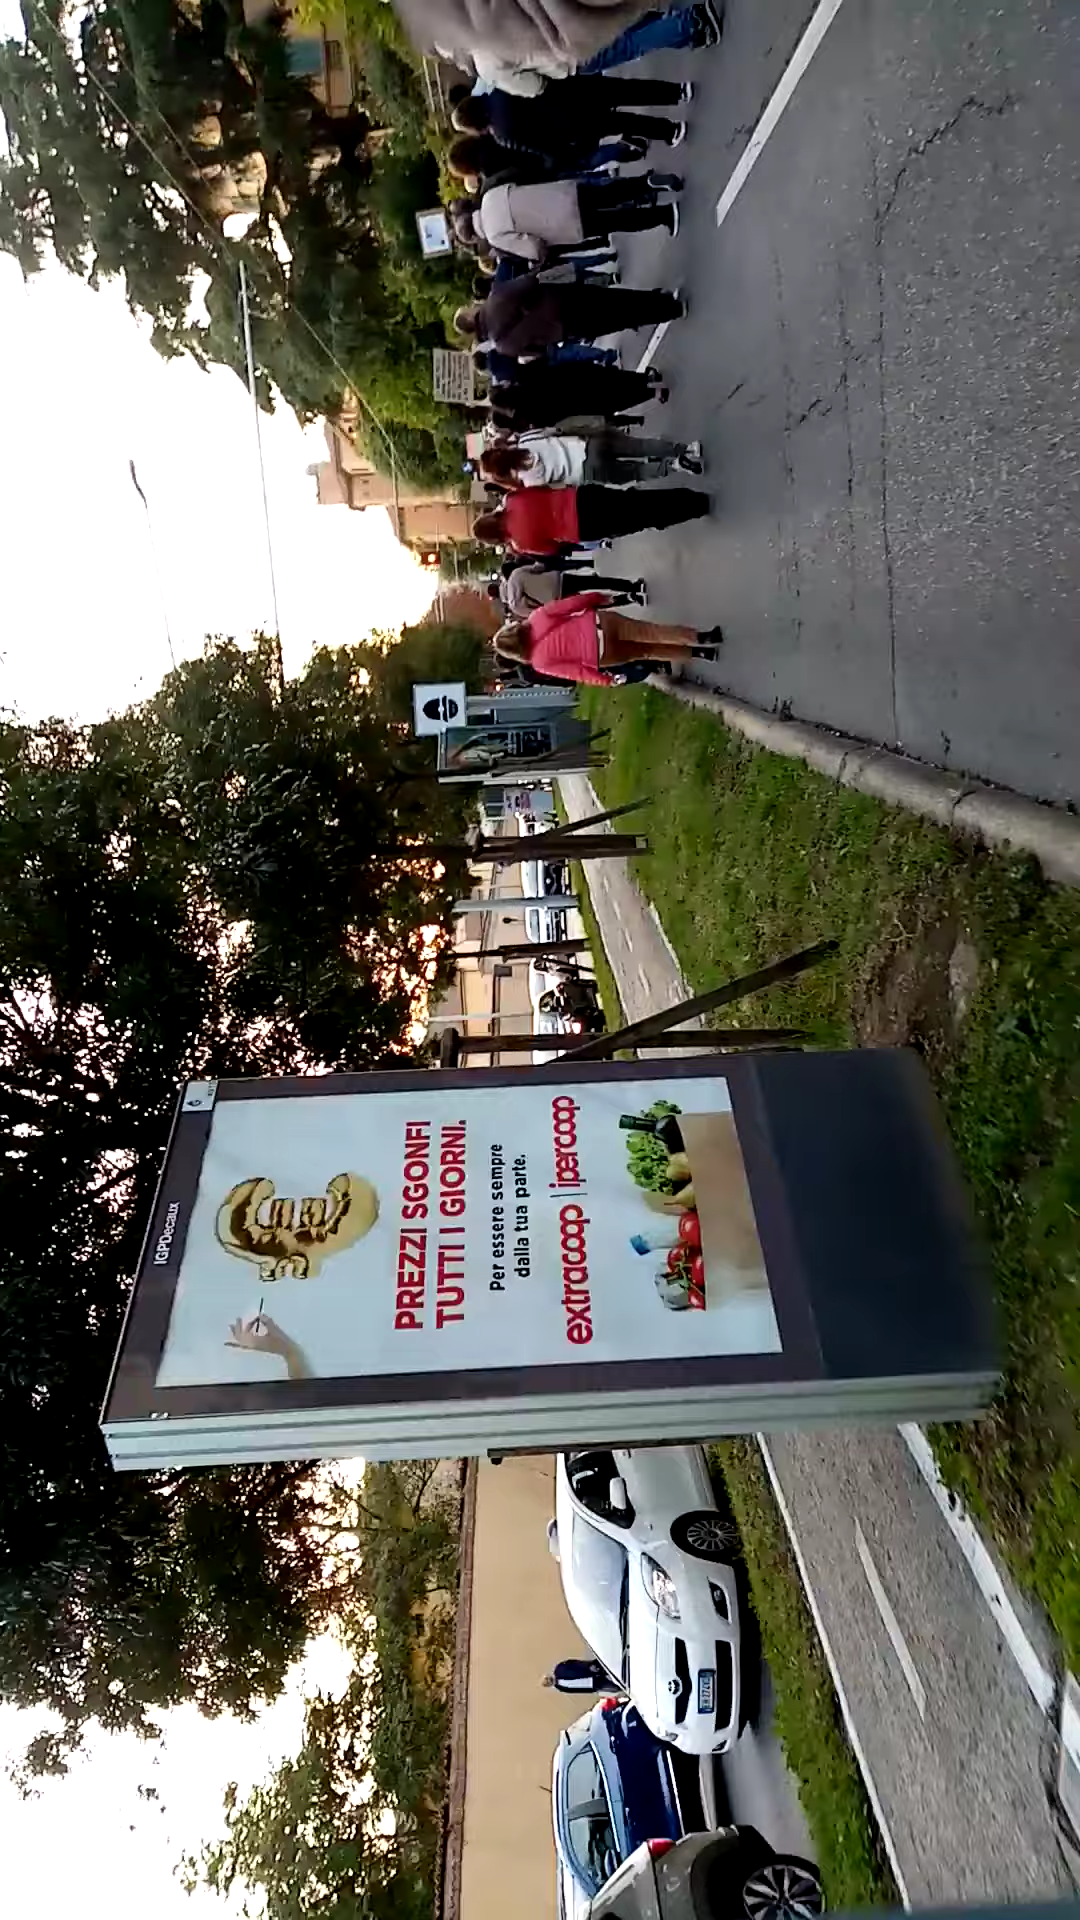 IGPDecaux
PREZZI SGONFI
TUTTI I GIORNI.
Per essere sempre
dalla tua parte.
extracoop | ipercoop